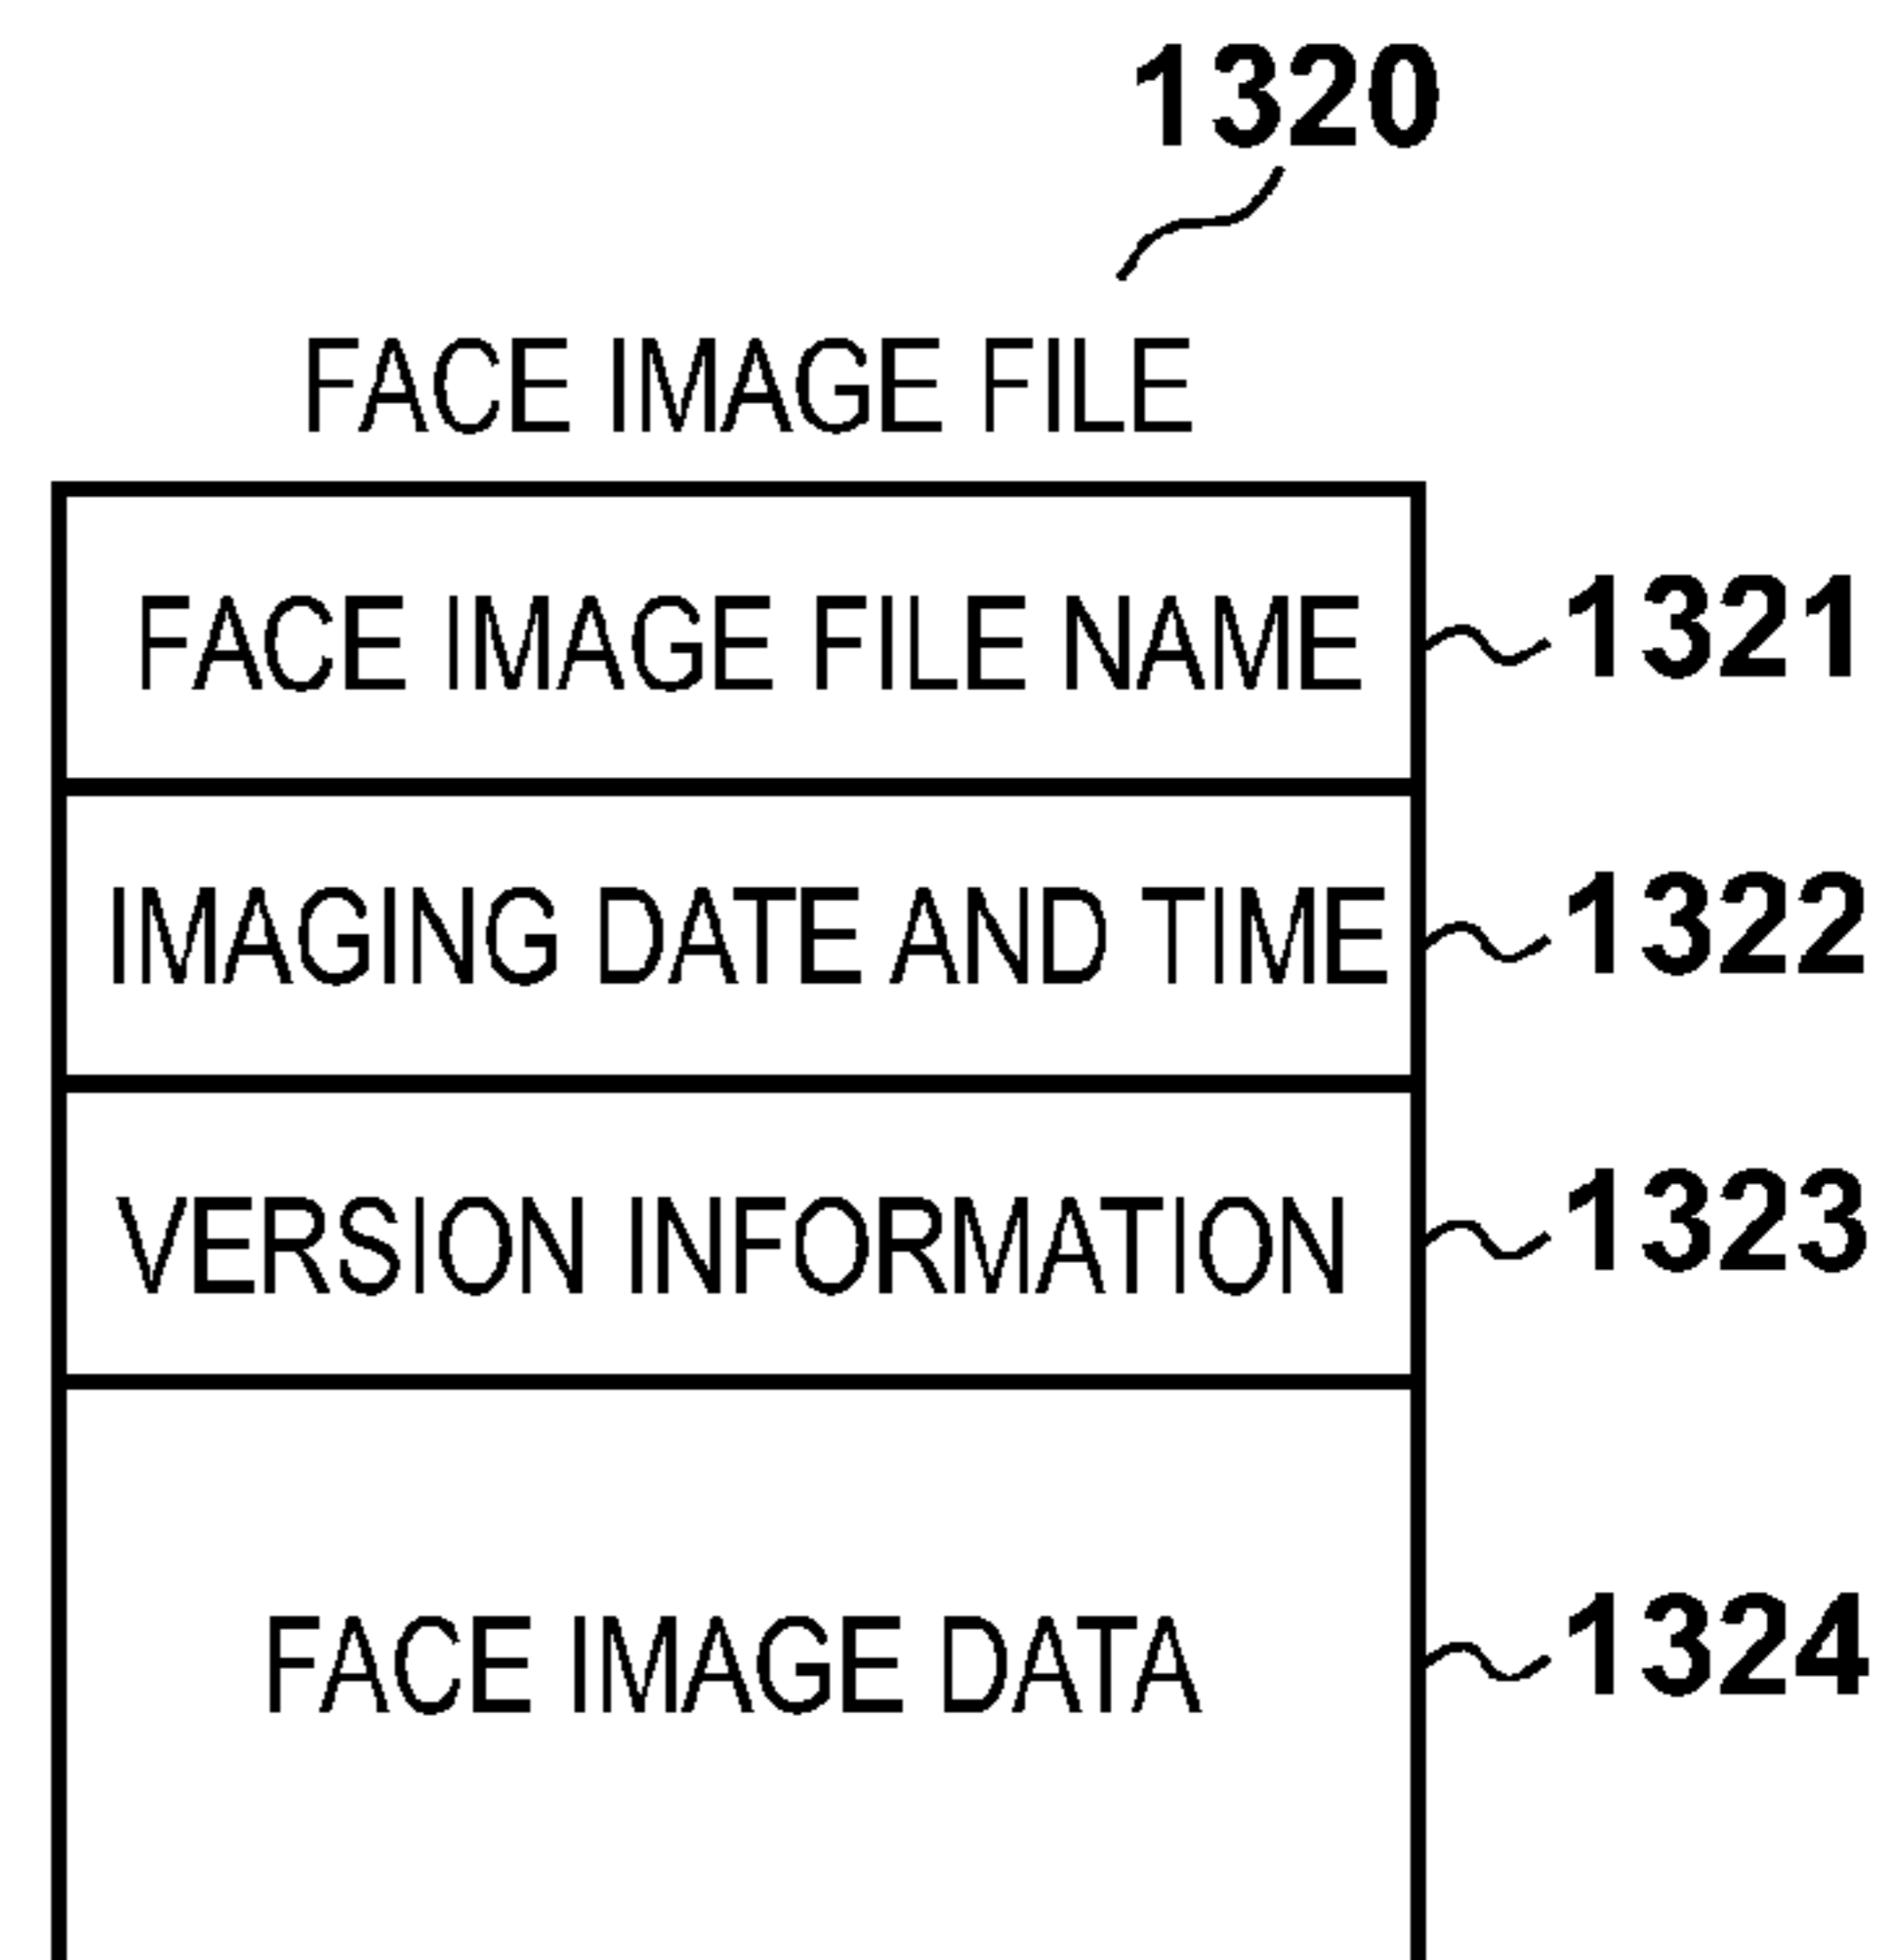 1320
FACE IMAGE FILE
FACE IMAGE FILE NAME 1321
IMAGING DATE AND TIME 1322
VERSION INFORMATION 1323
FACE IMAGE DATA 1324